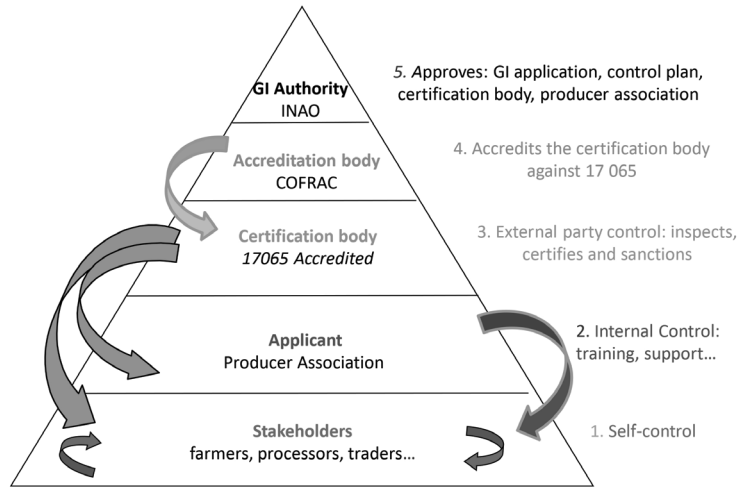 GI Authority
INAO
5. Approves: GI application, control plan,
certification body, producer association
Accreditation body
COFRAC
4. Accredits the certification body
against 17 065
Certification body
17065 Accredited
3. External party control: inspects,
certifies and sanctions
Applicant
Producer Association
2. Internal Control:
training, support…
Stakeholders
farmers, processors, traders…
1. Self-control